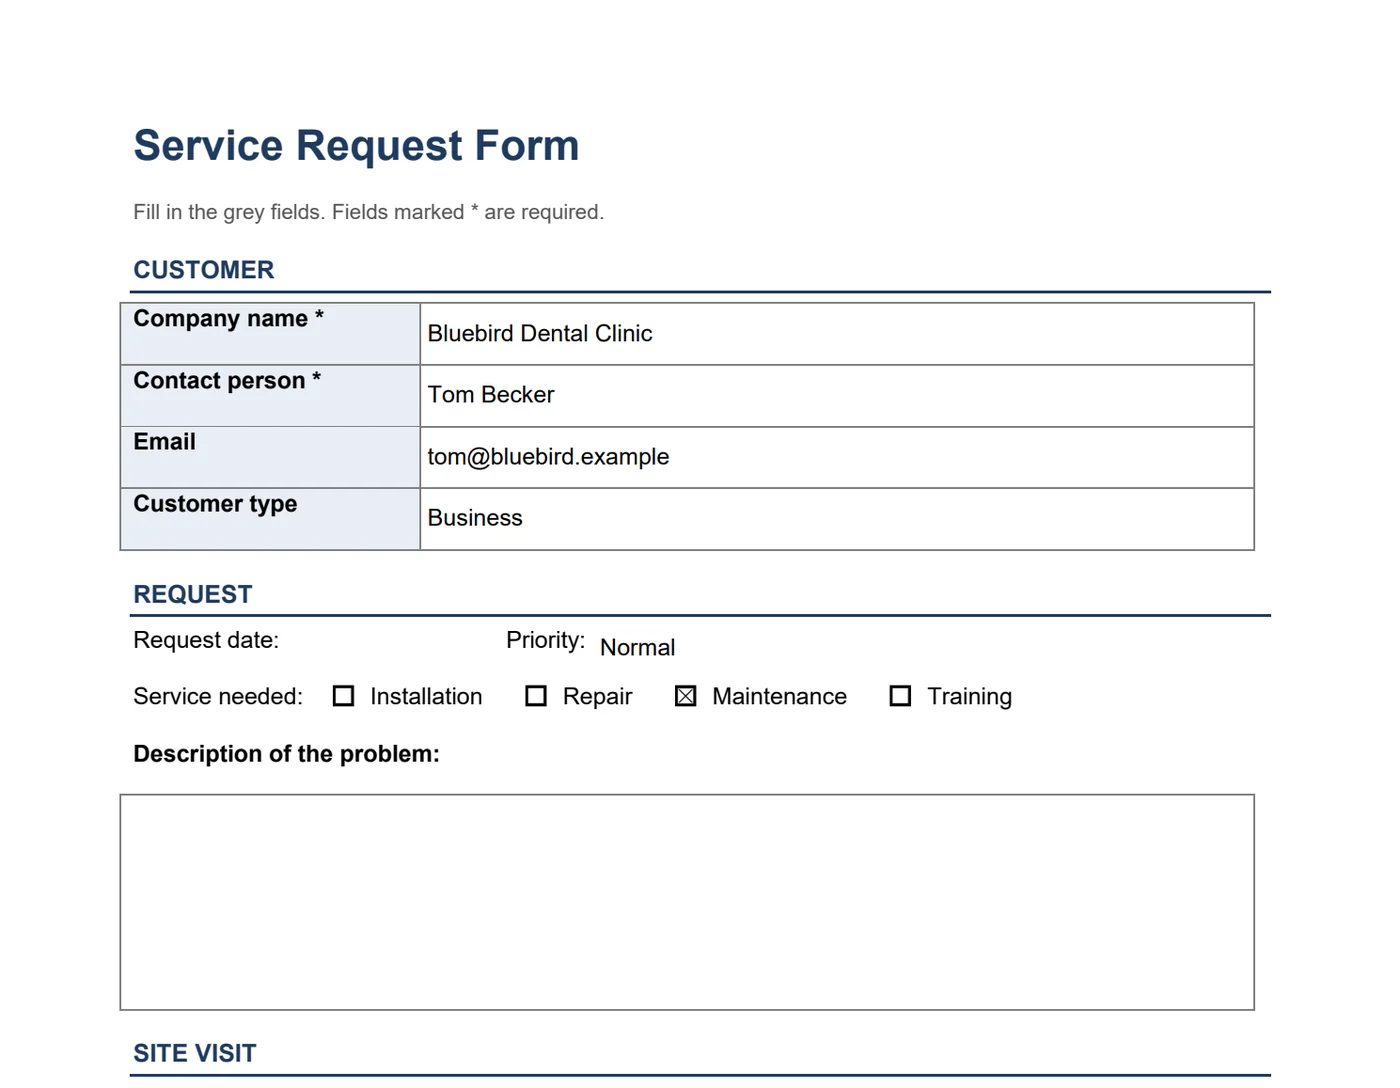 Service Request Form
Fill in the grey fields. Fields marked * are required.
CUSTOMER
Company name * Bluebird Dental Clinic
Contact person * Tom Becker
Email tom@bluebird.example
Customer type Business
REQUEST
Request date: Priority: Normal
Service needed: ☐ Installation ☐ Repair ☒ Maintenance ☐ Training
Description of the problem:
SITE VISIT